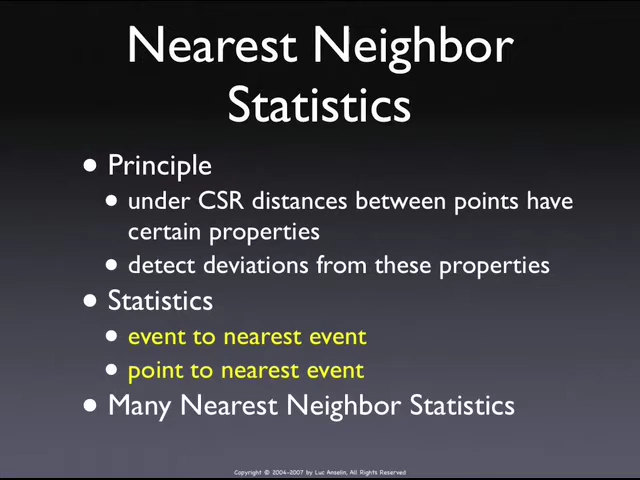 Nearest Neighbor
Statistics
• Principle
• under CSR distances between points have
certain properties
• detect deviations from these properties
• Statistics
• event to nearest event
• point to nearest event
• Many Nearest Neighbor Statistics
Copyright © 2004-2007 by Luc Anselin, All Rights Reserved